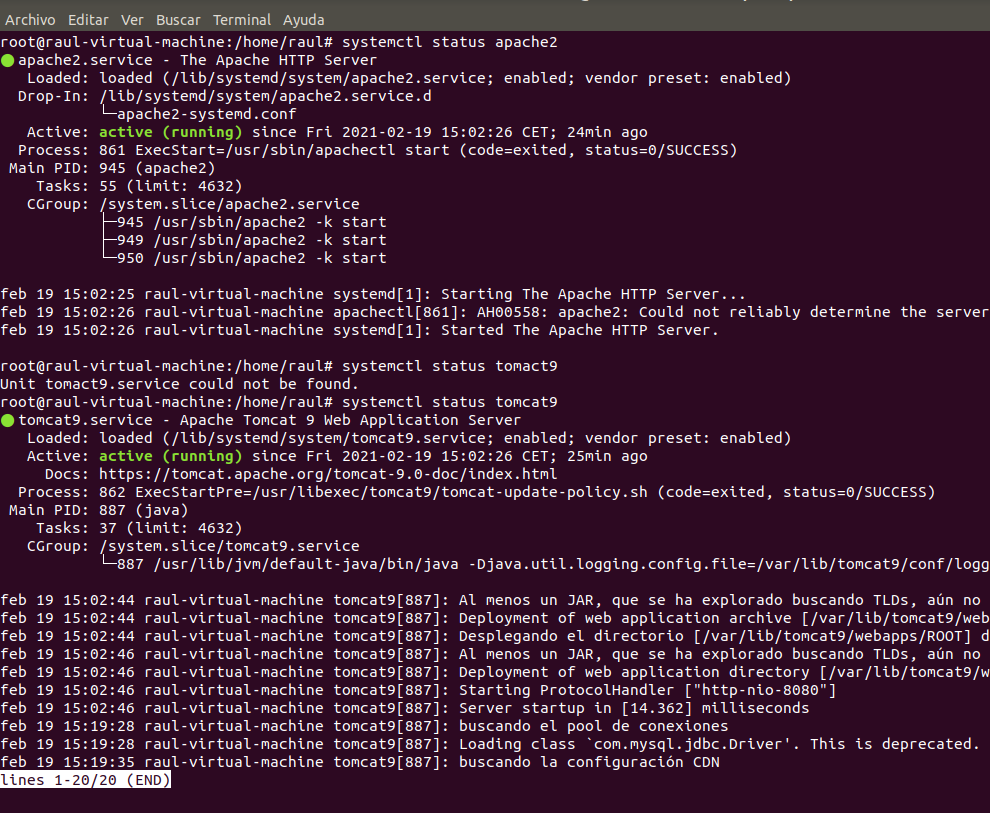 Archivo Editar Ver Buscar Terminal Ayuda
root@raul-virtual-machine:/home/raul# systemctl status apache2
● apache2.service - The Apache HTTP Server
   Loaded: loaded (/lib/systemd/system/apache2.service; enabled; vendor preset: enabled)
  Drop-In: /lib/systemd/system/apache2.service.d
           └─apache2-systemd.conf
   Active: active (running) since Fri 2021-02-19 15:02:26 CET; 24min ago
  Process: 861 ExecStart=/usr/sbin/apachectl start (code=exited, status=0/SUCCESS)
 Main PID: 945 (apache2)
    Tasks: 55 (limit: 4632)
   CGroup: /system.slice/apache2.service
           ├─945 /usr/sbin/apache2 -k start
           ├─949 /usr/sbin/apache2 -k start
           └─950 /usr/sbin/apache2 -k start

feb 19 15:02:25 raul-virtual-machine systemd[1]: Starting The Apache HTTP Server...
feb 19 15:02:26 raul-virtual-machine apachectl[861]: AH00558: apache2: Could not reliably determine the server
feb 19 15:02:26 raul-virtual-machine systemd[1]: Started The Apache HTTP Server.

root@raul-virtual-machine:/home/raul# systemctl status tomact9
Unit tomact9.service could not be found.
root@raul-virtual-machine:/home/raul# systemctl status tomcat9
● tomcat9.service - Apache Tomcat 9 Web Application Server
   Loaded: loaded (/lib/systemd/system/tomcat9.service; enabled; vendor preset: enabled)
   Active: active (running) since Fri 2021-02-19 15:02:26 CET; 25min ago
     Docs: https://tomcat.apache.org/tomcat-9.0-doc/index.html
  Process: 862 ExecStartPre=/usr/libexec/tomcat9/tomcat-update-policy.sh (code=exited, status=0/SUCCESS)
 Main PID: 887 (java)
    Tasks: 37 (limit: 4632)
   CGroup: /system.slice/tomcat9.service
           └─887 /usr/lib/jvm/default-java/bin/java -Djava.util.logging.config.file=/var/lib/tomcat9/conf/logg

feb 19 15:02:44 raul-virtual-machine tomcat9[887]: Al menos un JAR, que se ha explorado buscando TLDs, aún no
feb 19 15:02:44 raul-virtual-machine tomcat9[887]: Deployment of web application archive [/var/lib/tomcat9/web
feb 19 15:02:44 raul-virtual-machine tomcat9[887]: Desplegando el directorio [/var/lib/tomcat9/webapps/ROOT] d
feb 19 15:02:46 raul-virtual-machine tomcat9[887]: Al menos un JAR, que se ha explorado buscando TLDs, aún no
feb 19 15:02:46 raul-virtual-machine tomcat9[887]: Deployment of web application directory [/var/lib/tomcat9/w
feb 19 15:02:46 raul-virtual-machine tomcat9[887]: Starting ProtocolHandler ["http-nio-8080"]
feb 19 15:02:46 raul-virtual-machine tomcat9[887]: Server startup in [14.362] milliseconds
feb 19 15:19:28 raul-virtual-machine tomcat9[887]: buscando el pool de conexiones
feb 19 15:19:28 raul-virtual-machine tomcat9[887]: Loading class `com.mysql.jdbc.Driver'. This is deprecated.
feb 19 15:19:35 raul-virtual-machine tomcat9[887]: buscando la configuración CDN
lines 1-20/20 (END)